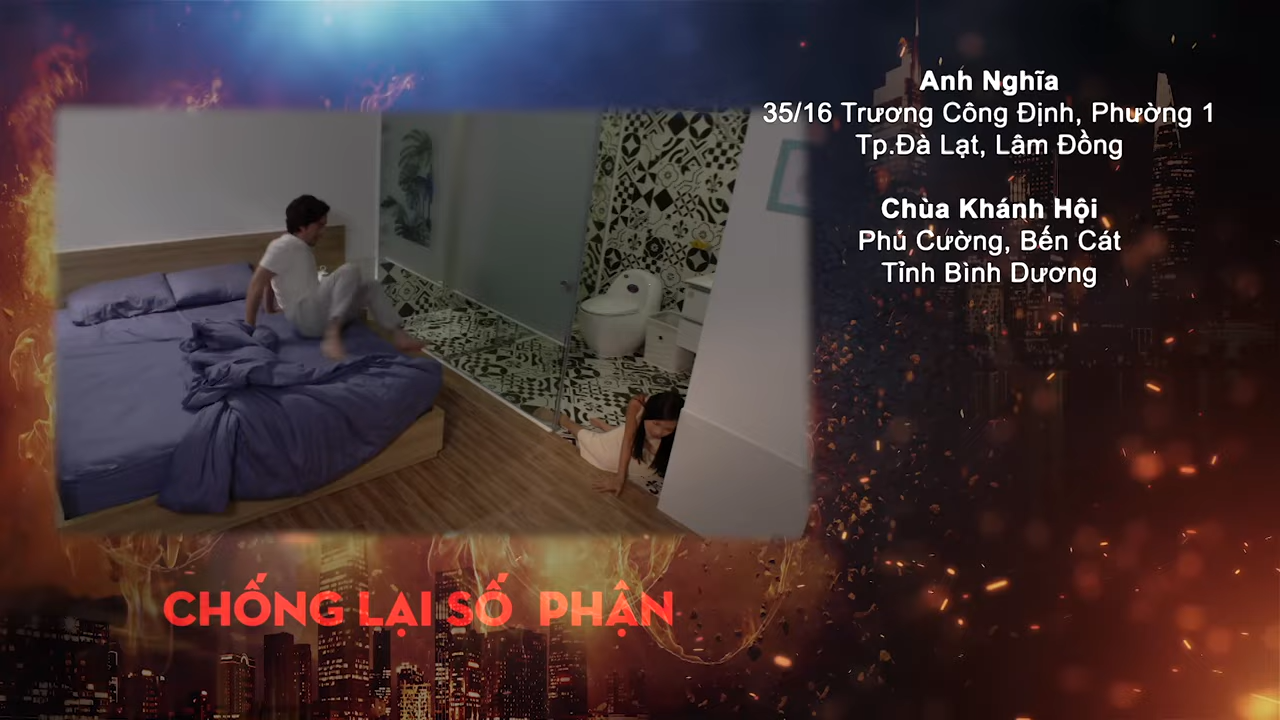 Anh Nghĩa
35/16 Trương Công Định, Phường 1
Tp.Đà Lạt, Lâm Đồng
Chùa Khánh Hội
Phú Cường, Bến Cát
Tỉnh Bình Dương
CHỐNG LẠI SỐ PHẬN